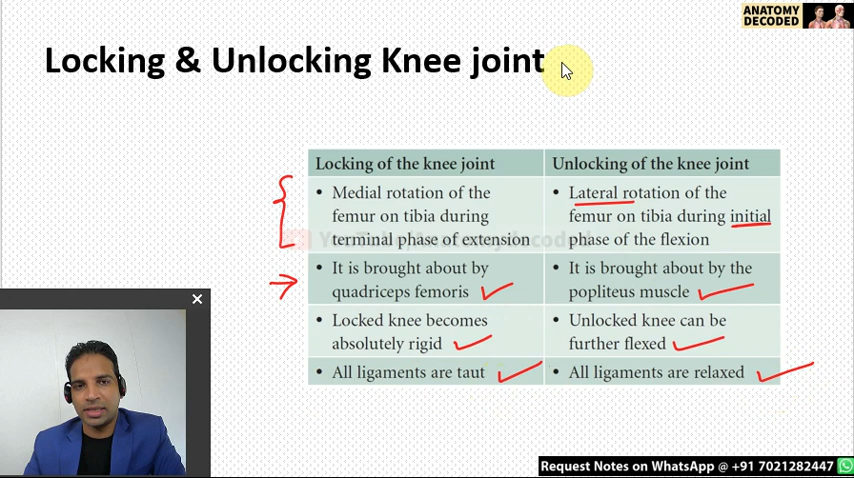 ANATOMY
DECODED
Locking & Unlocking Knee joint
Locking of the knee joint
Unlocking of the knee joint
• Medial rotation of the
femur on tibia during
terminal phase of extension
• Lateral rotation of the
femur on tibia during initial
phase of the flexion
YouTube/Anatomydecoded
• It is brought about by
quadriceps femoris
• It is brought about by the
popliteus muscle
• Locked knee becomes
absolutely rigid
• Unlocked knee can be
further flexed
• All ligaments are taut
• All ligaments are relaxed
Request Notes on WhatsApp @ +91 7021282447